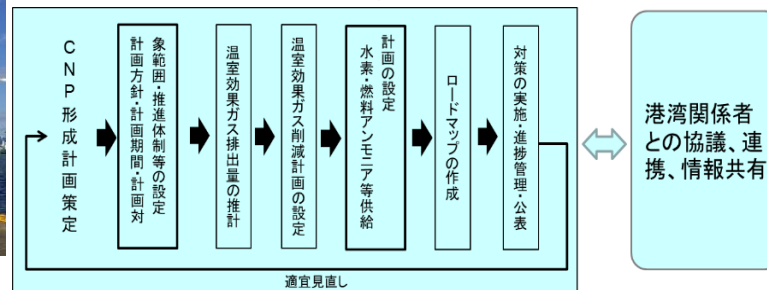 CNP形成計画策定
計画方針・計画期間・計画対
象範囲・推進体制等の設定
温室効果ガス排出量の推計
温室効果ガス削減計画の設定
水素・燃料アンモニア等供給
計画の設定
ロードマップの作成
対策の実施・進捗管理・公表
適宜見直し
港湾関係者
との協議、連
携、情報共有